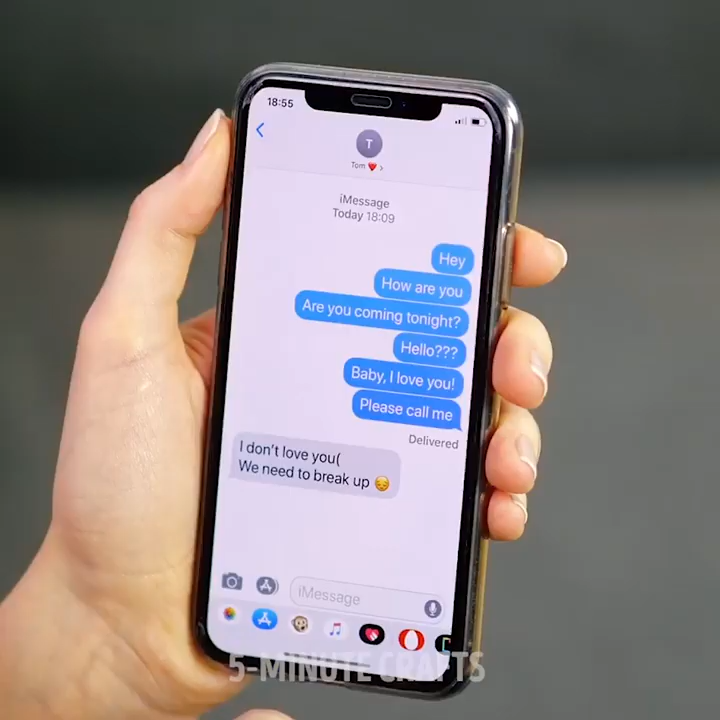 18:55
T
Tom ❤️ >
iMessage
Today 18:09
Hey
How are you
Are you coming tonight?
Hello???
Baby, I love you!
Please call me
Delivered
I don't love you(
We need to break up 😔
iMessage
5-MINUTE CRAFTS